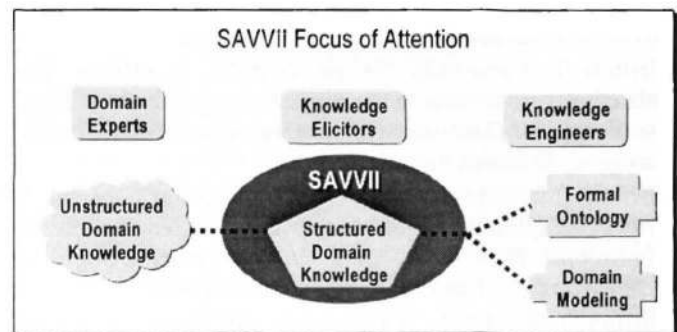 SAVVii Focus of Attention
Domain
Experts
Knowledge
Elicitors
Knowledge
Engineers
SAVVII
Unstructured
Domain
Knowledge
Structured
Domain
Knowledge
Formal
Ontology
Domain
Modeling